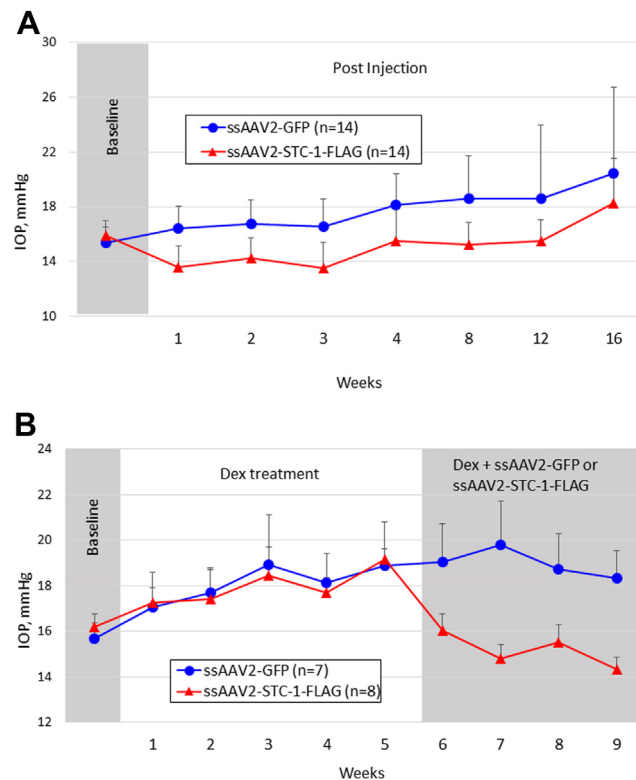 A
30
26
22
18
14
10
IOP, mmHg
Baseline
Post Injection
ssAAV2-GFP (n=14)
ssAAV2-STC-1-FLAG (n=14)
1 2 3 4 8 12 16
Weeks
B
24
22
20
18
16
14
12
IOP, mmHg
Baseline
Dex treatment
Dex + ssAAV2-GFP or
ssAAV2-STC-1-FLAG
ssAAV2-GFP (n=7)
ssAAV2-STC-1-FLAG (n=8)
1 2 3 4 5 6 7 8 9
Weeks